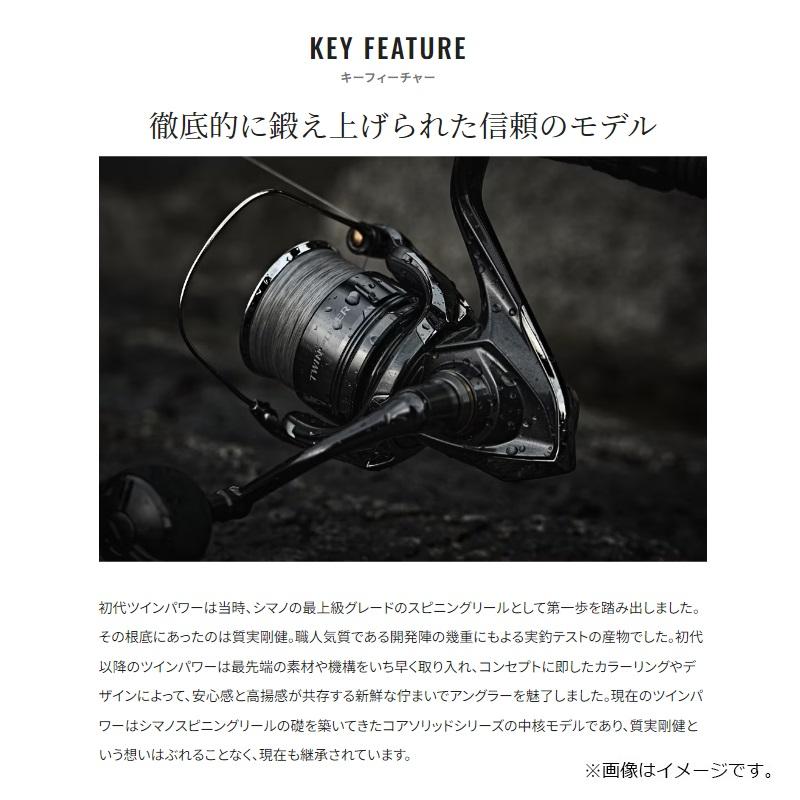 KEY FEATURE
キーフィーチャー
徹底的に鍛え上げられた信頼のモデル
TWIN POWER
初代ツインパワーは当時、シマノの最上級グレードのスピニングリールとして第一歩を踏み出しました。
その根底にあったのは質実剛健。職人気質である開発陣の幾重にもよる実釣テストの産物でした。初代
以降のツインパワーは最先端の素材や機構をいち早く取り入れ、コンセプトに即したカラーリングやデ
ザインによって、安心感と高揚感が共存する新鮮な佇まいでアングラーを魅了しました。現在のツインパ
ワーはシマノスピニングリールの礎を築いてきたコアソリッドシリーズの中核モデルであり、質実剛健と
いう想いはぶれることなく、現在も継承されています。
※画像はイメージです。